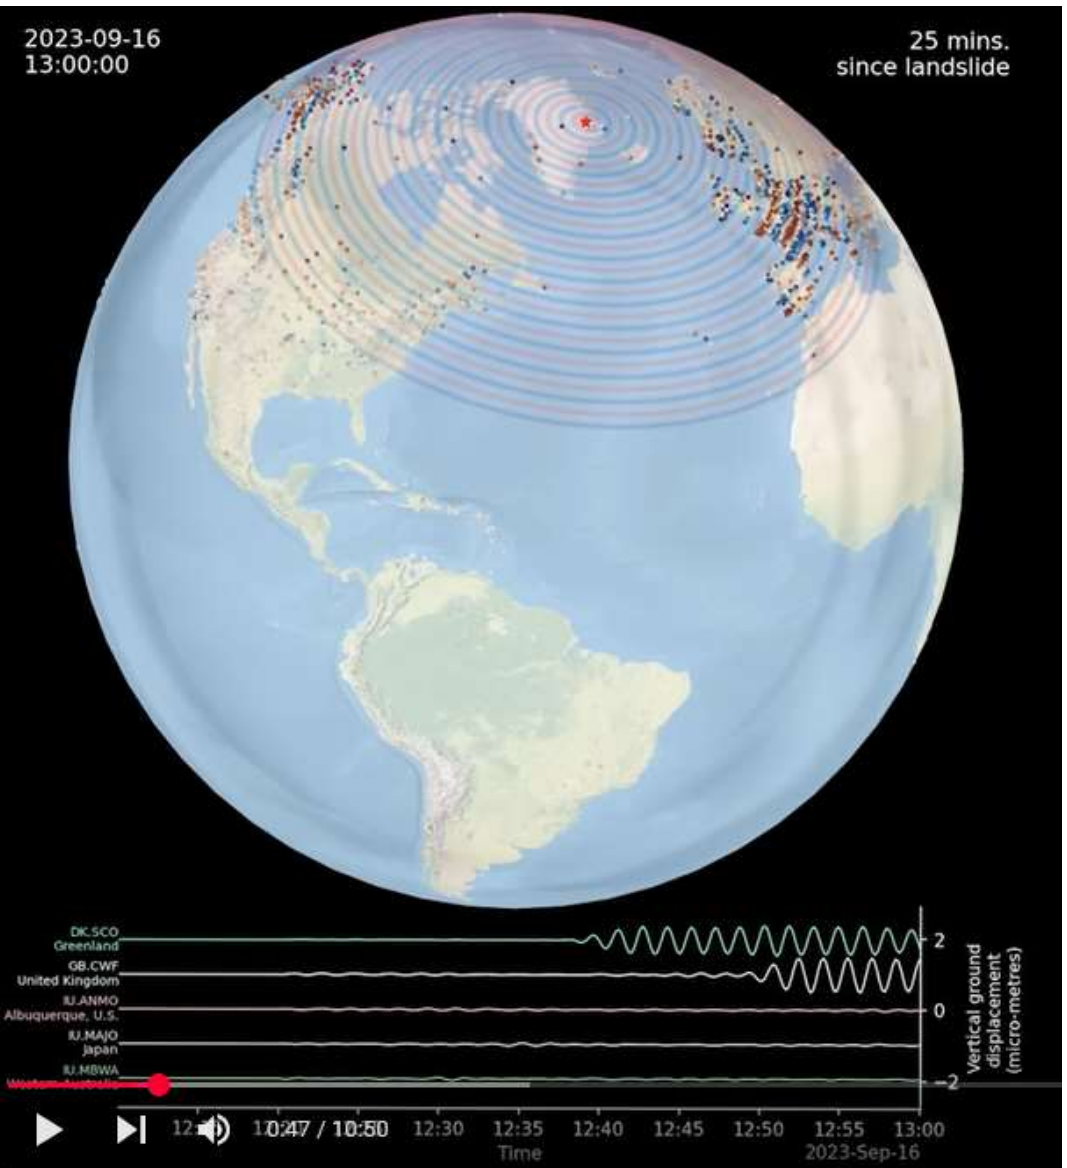 2023-09-16
13:00:00
25 mins.
since landslide
DK.SCO
Greenland
GB.CWF
United Kingdom
IU.ANMO
Albuquerque, U.S.
IU.MAJO
Japan
IU.MBWA
Western Australia
2
0
−2
Vertical ground
displacement
(micro-metres)
0:47 / 10:50
12:30 12:35 12:40 12:45 12:50 12:55 13:00
Time
2023-Sep-16